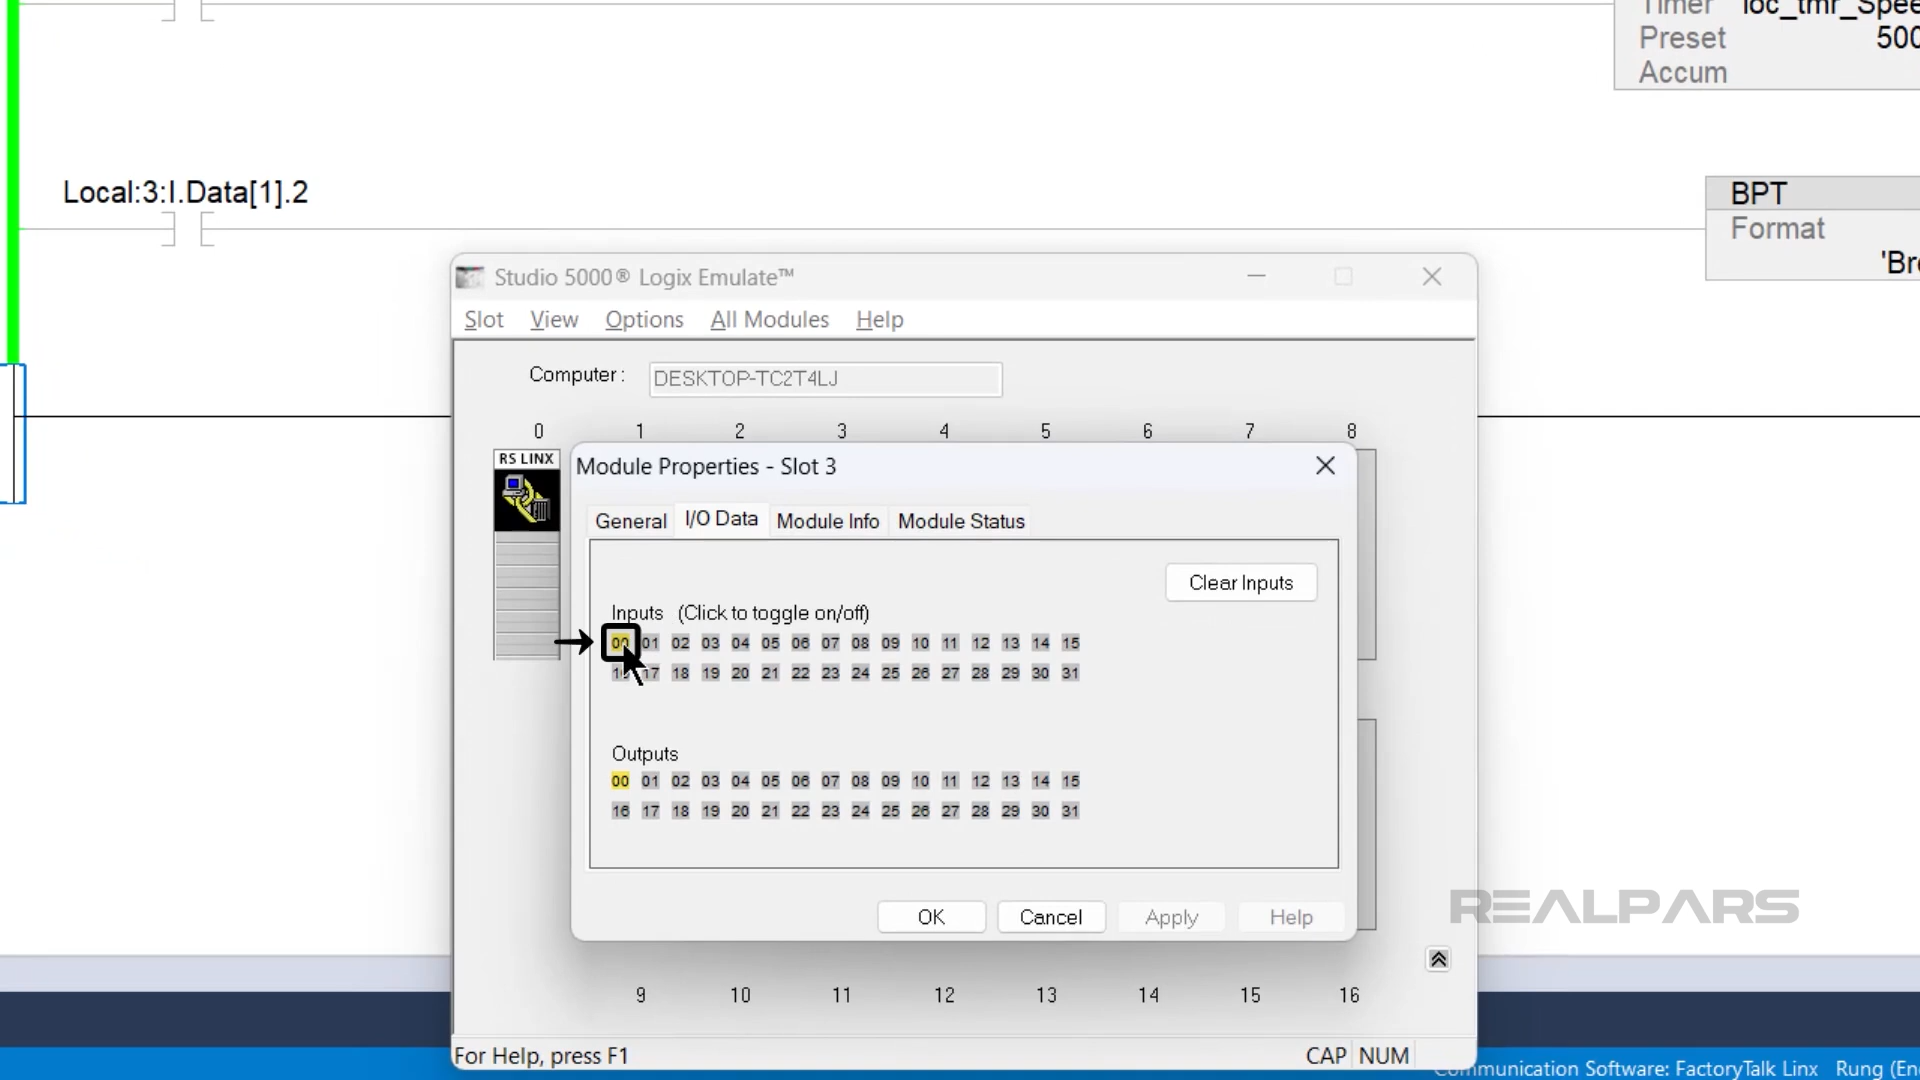 Timer loc_tmr_Spee
Preset 500
Accum
Local:3:I.Data[1].2
BPT
Format
'Bre
Studio 5000® Logix Emulate™
Slot View Options All Modules Help
Computer : DESKTOP-TC2T4LJ
0 1 2 3 4 5 6 7 8
RS LINX
Module Properties - Slot 3
General I/O Data Module Info Module Status
Clear Inputs
Inputs (Click to toggle on/off)
00 01 02 03 04 05 06 07 08 09 10 11 12 13 14 15
16 17 18 19 20 21 22 23 24 25 26 27 28 29 30 31
Outputs
00 01 02 03 04 05 06 07 08 09 10 11 12 13 14 15
16 17 18 19 20 21 22 23 24 25 26 27 28 29 30 31
OK Cancel Apply Help
REALPARS
9 10 11 12 13 14 15 16
For Help, press F1 CAP NUM
Communication Software: FactoryTalk Linx Rung (En